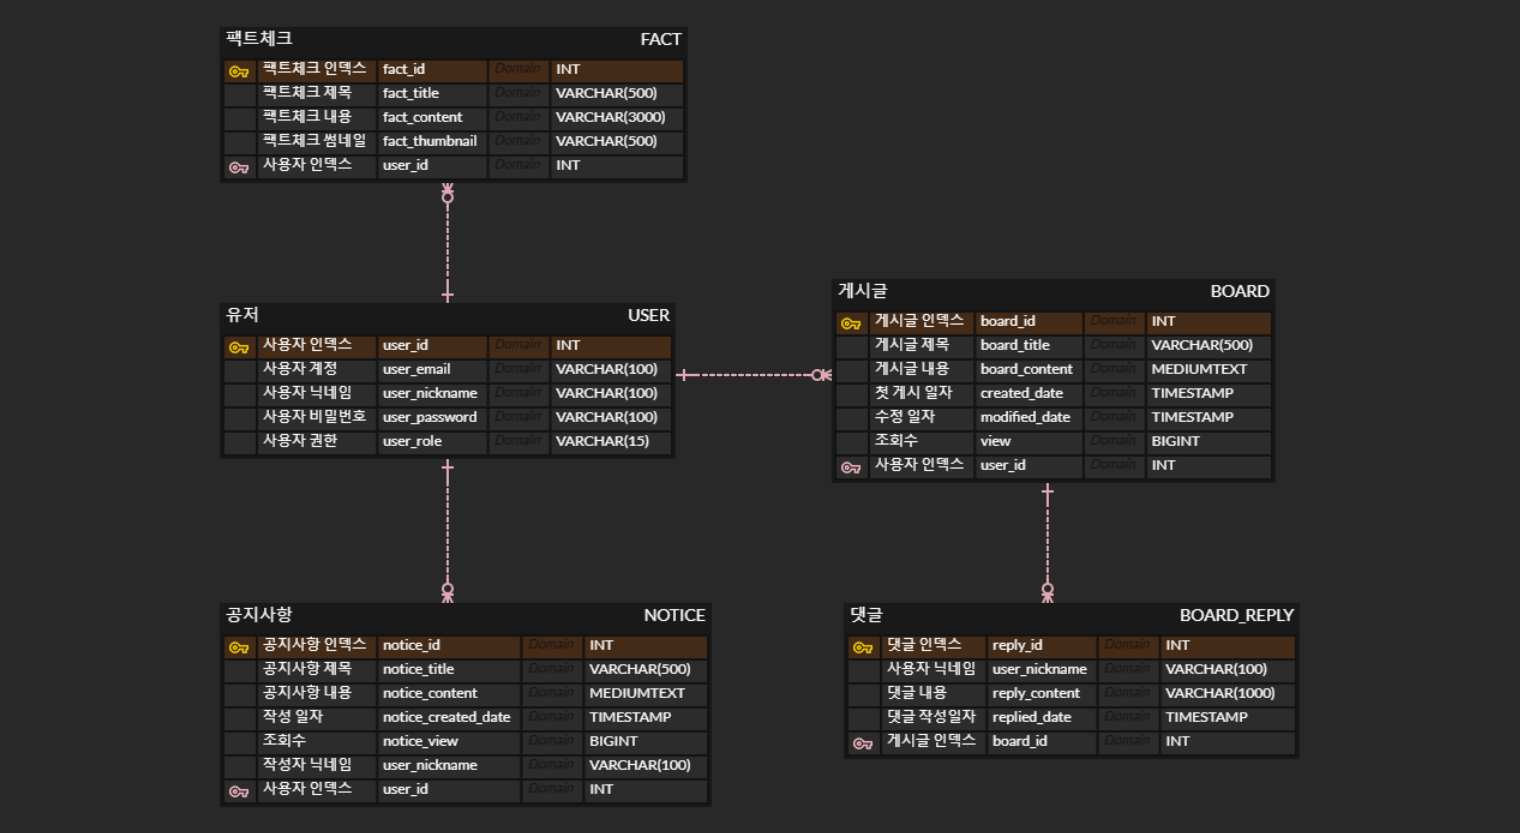 팩트체크 FACT
팩트체크 인덱스 fact_id Domain INT
팩트체크 제목 fact_title Domain VARCHAR(500)
팩트체크 내용 fact_content Domain VARCHAR(3000)
팩트체크 썸네일 fact_thumbnail Domain VARCHAR(500)
사용자 인덱스 user_id Domain INT
유저 USER
사용자 인덱스 user_id Domain INT
사용자 계정 user_email Domain VARCHAR(100)
사용자 닉네임 user_nickname Domain VARCHAR(100)
사용자 비밀번호 user_password Domain VARCHAR(100)
사용자 권한 user_role Domain VARCHAR(15)
게시글 BOARD
게시글 인덱스 board_id Domain INT
게시글 제목 board_title Domain VARCHAR(500)
게시글 내용 board_content Domain MEDIUMTEXT
첫 게시 일자 created_date Domain TIMESTAMP
수정 일자 modified_date Domain TIMESTAMP
조회수 view Domain BIGINT
사용자 인덱스 user_id Domain INT
공지사항 NOTICE
공지사항 인덱스 notice_id Domain INT
공지사항 제목 notice_title Domain VARCHAR(500)
공지사항 내용 notice_content Domain MEDIUMTEXT
작성 일자 notice_created_date Domain TIMESTAMP
조회수 notice_view Domain BIGINT
작성자 닉네임 user_nickname Domain VARCHAR(100)
사용자 인덱스 user_id Domain INT
댓글 BOARD_REPLY
댓글 인덱스 reply_id Domain INT
사용자 닉네임 user_nickname Domain VARCHAR(100)
댓글 내용 reply_content Domain VARCHAR(1000)
댓글 작성일자 replied_date Domain TIMESTAMP
게시글 인덱스 board_id Domain INT